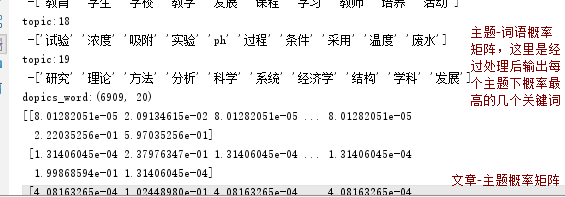 -['教育' '学生' '学校' '教学' '发展' '课程' '学习' '教师' '培养' '活动']
topic:18
-['试验' '浓度' '吸附' '实验' 'ph' '过程' '条件' '采用' '温度' '废水']
topic:19
-['研究' '理论' '方法' '分析' '科学' '系统' '经济学' '结构' '学科' '发展']
dopics_word:(6909, 20)
[[8.01282051e-05 2.09134615e-02 8.01282051e-05 ... 8.01282051e-05
2.22035256e-01 5.97035256e-01]
[1.31406045e-04 2.37976347e-01 1.31406045e-04 ... 1.31406045e-04
1.99868594e-01 1.31406045e-04]
[4.08163265e-04 1.02448980e-01 4.08163265e-04 ... 4.08163265e-04
主题-词语概率
矩阵，这里是经
过处理后输出每
个主题下概率最
高的几个关键词
文章-主题概率矩阵